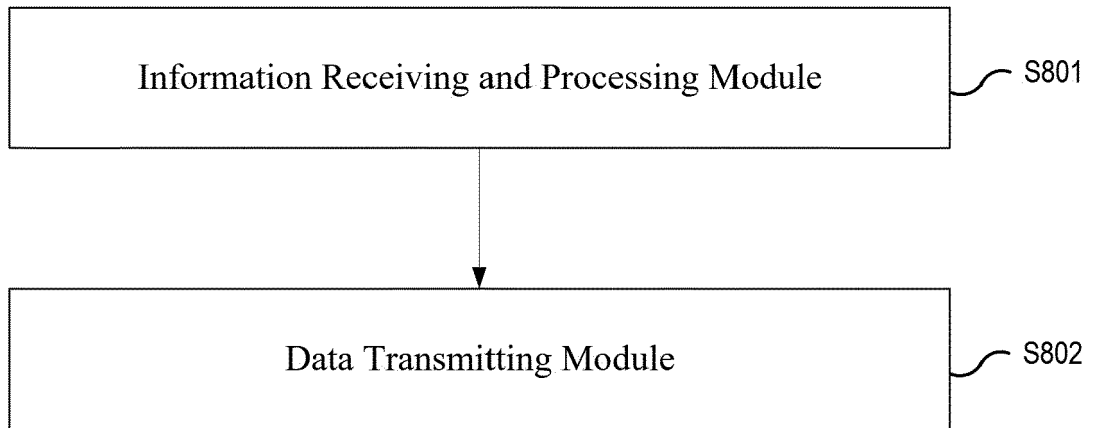 Information Receiving and Processing Module
S801
Data Transmitting Module
S802